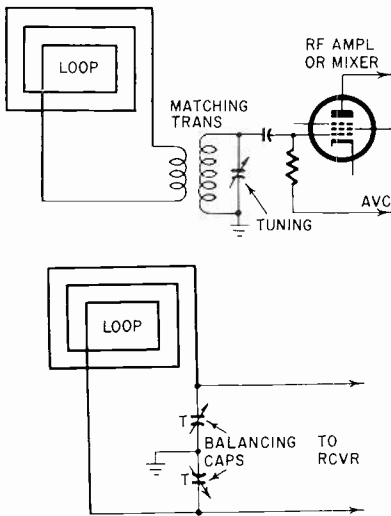 LOOP
RF AMPL
OR MIXER
MATCHING
TRANS
AVC
TUNING
LOOP
T
BALANCING
CAPS
TO
RCVR
T